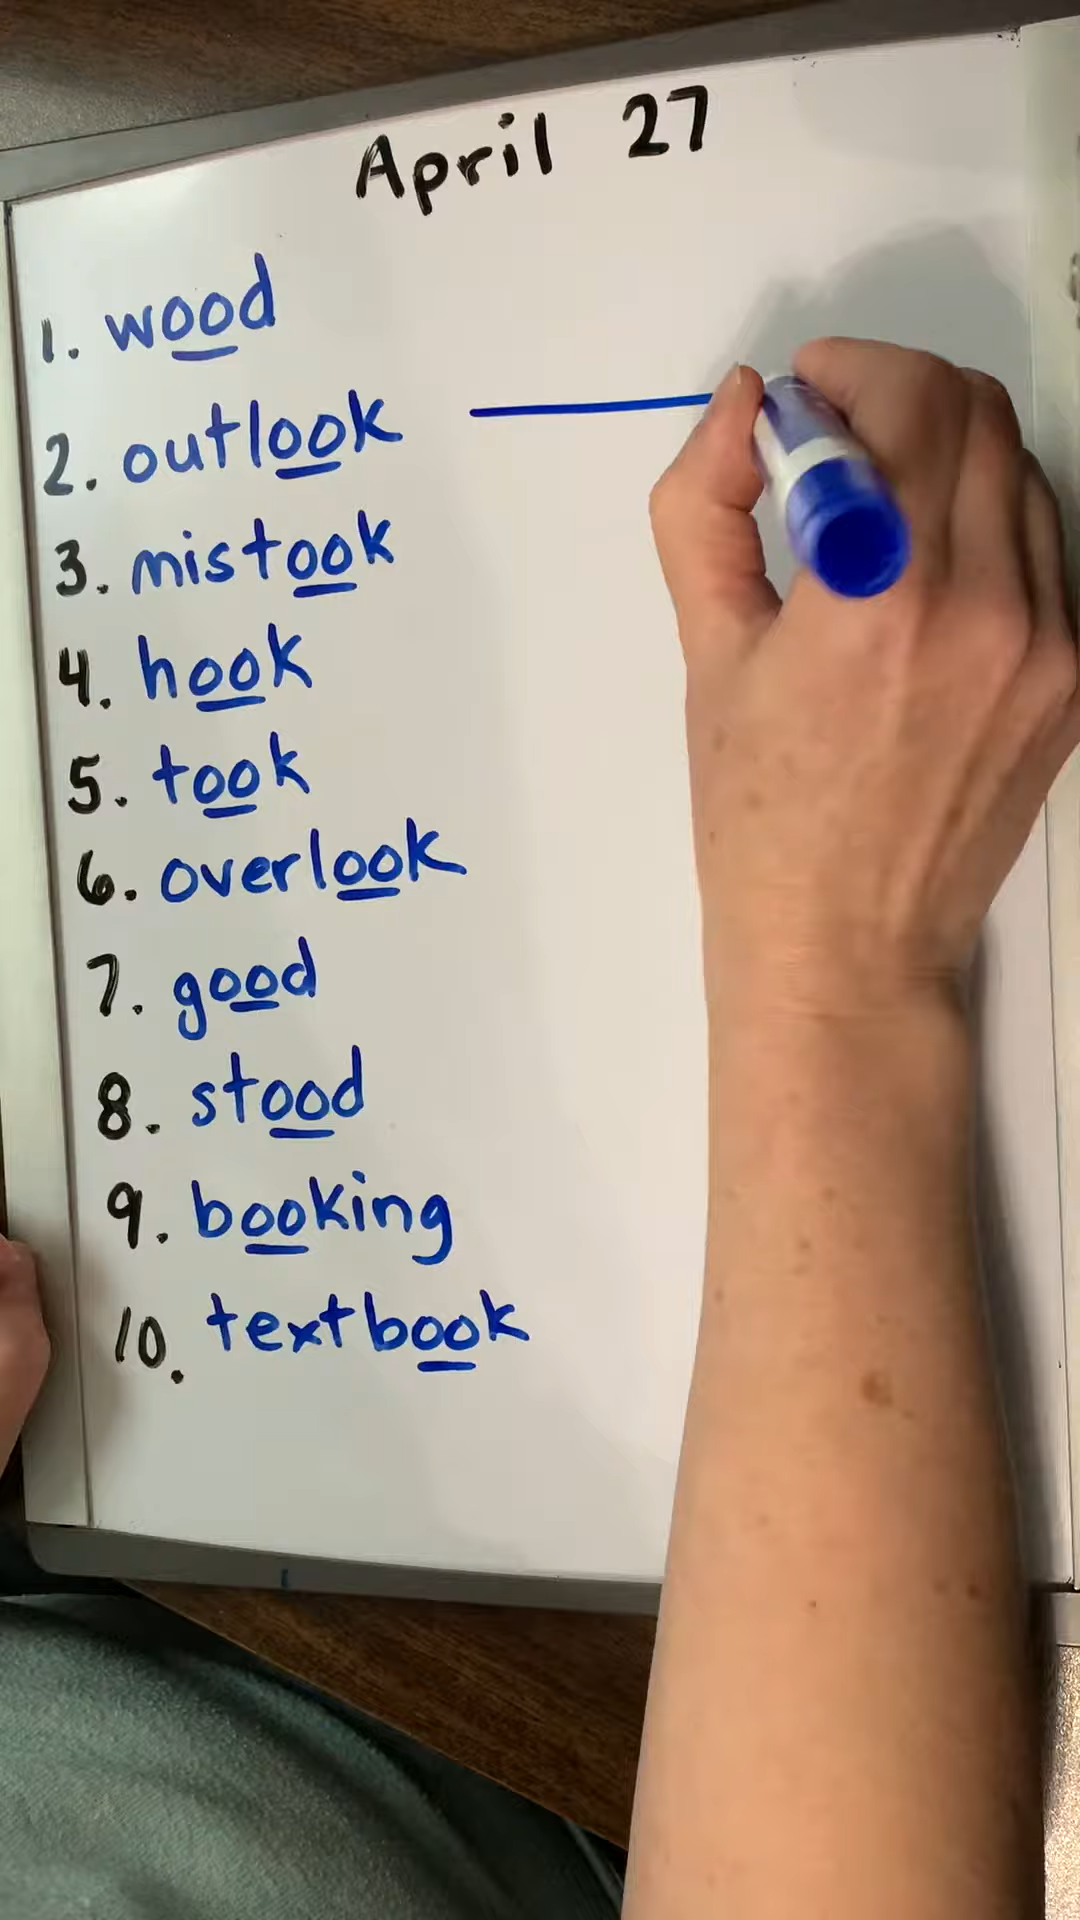 April 27
1. wood
2. outlook
3. mistook
4. hook
5. took
6. overlook
7. good
8. stood
9. booking
10. textbook